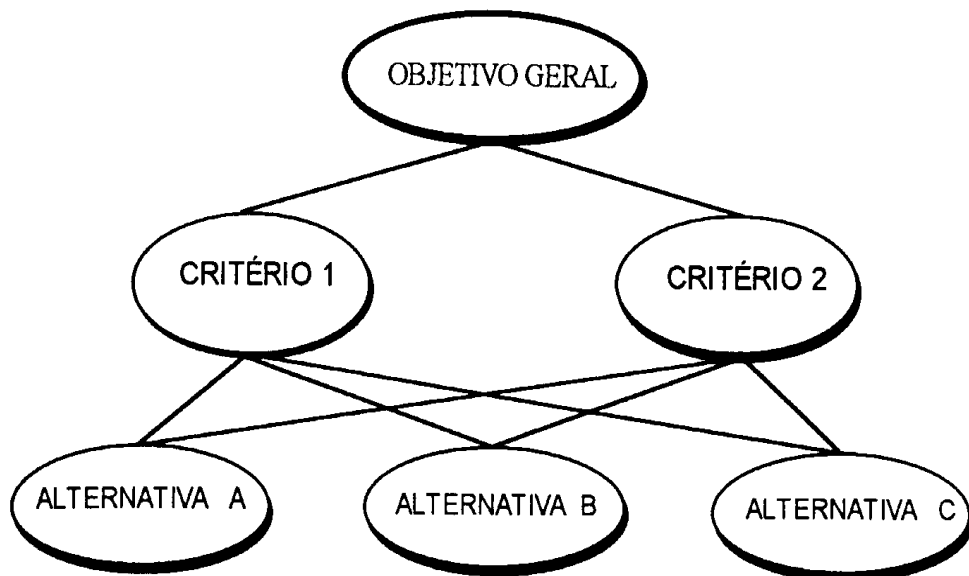 OBJETIVO GERAL
CRITÉRIO 1
CRITÉRIO 2
ALTERNATIVA A
ALTERNATIVA B
ALTERNATIVA C